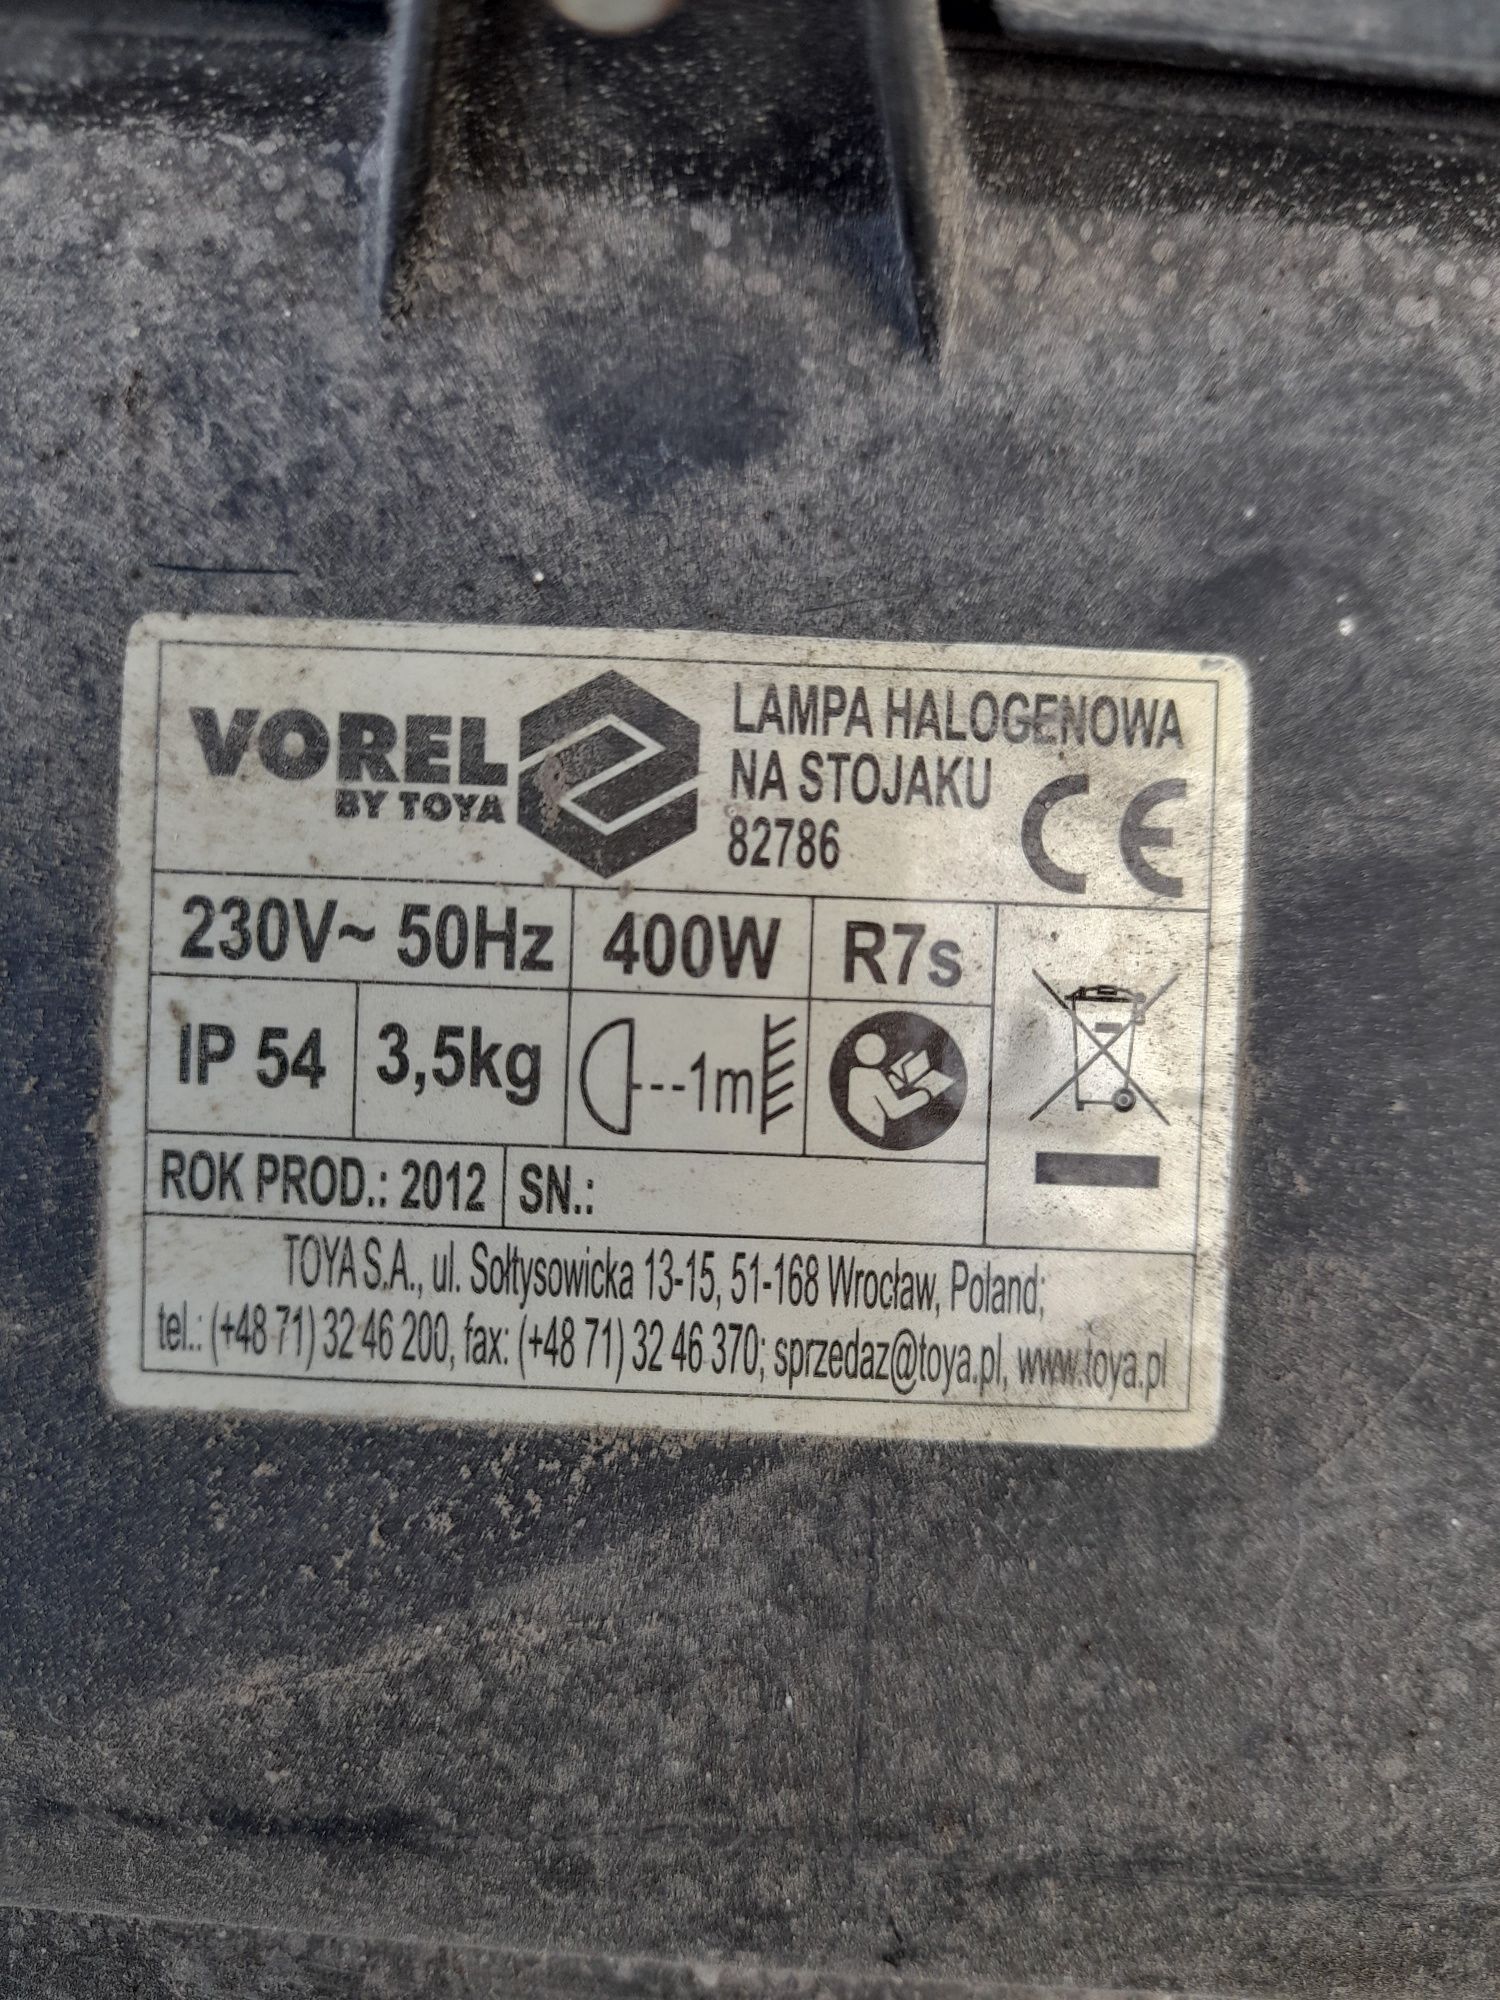 VOREL
BY TOYA
LAMPA HALOGENOWA
NA STOJAKU
82786
CE
230V~ 50Hz
400W
R7s
IP 54
3,5kg
---1m
ROK PROD.: 2012
SN.:
TOYA S.A., ul. Sołtysowicka 13-15, 51-168 Wrocław, Poland;
tel.: (+48 71) 32 46 200, fax: (+48 71) 32 46 370; sprzedaz@toya.pl, www.toya.pl